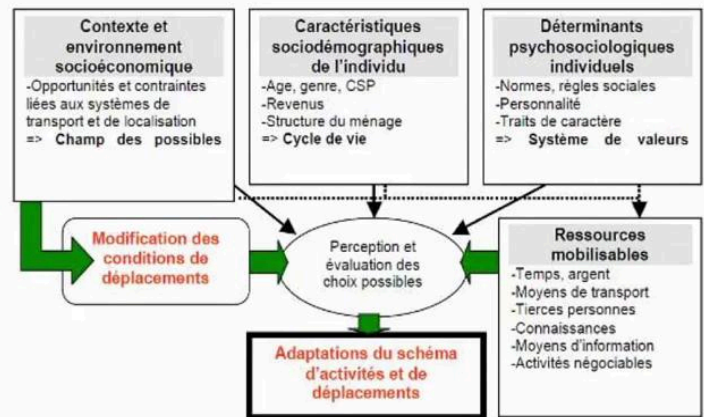 Contexte et
environnement
socioéconomique
-Opportunités et contraintes
liées aux systèmes de
transport et de localisation
=> Champ des possibles
Caractéristiques
sociodémographiques
de l'individu
-Age, genre, CSP
-Revenus
-Structure du ménage
=> Cycle de vie
Déterminants
psychosociologiques
individuels
-Normes, règles sociales
-Personnalité
-Traits de caractère
=> Système de valeurs
Modification des
conditions de
déplacements
Perception et
évaluation des
choix possibles
Ressources
mobilisables
-Temps, argent
-Moyens de transport
-Tierces personnes
-Connaissances
-Moyens d'information
-Activités négociables
Adaptations du schéma
d'activités et de
déplacements